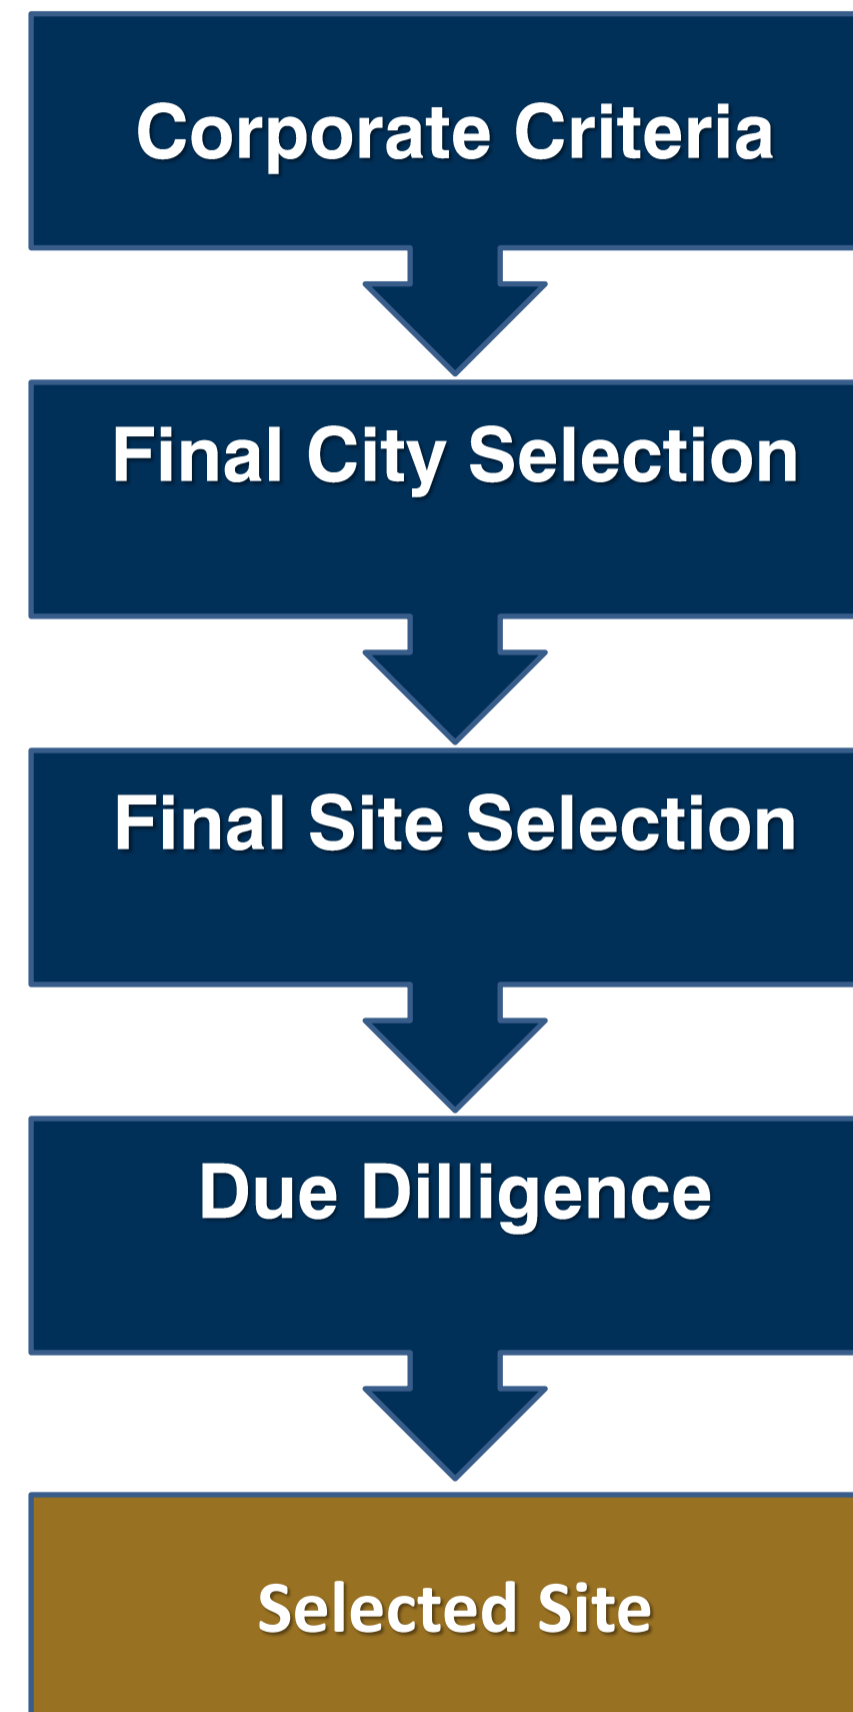 Corporate Criteria
Final City Selection
Final Site Selection
Due Dilligence
Selected Site